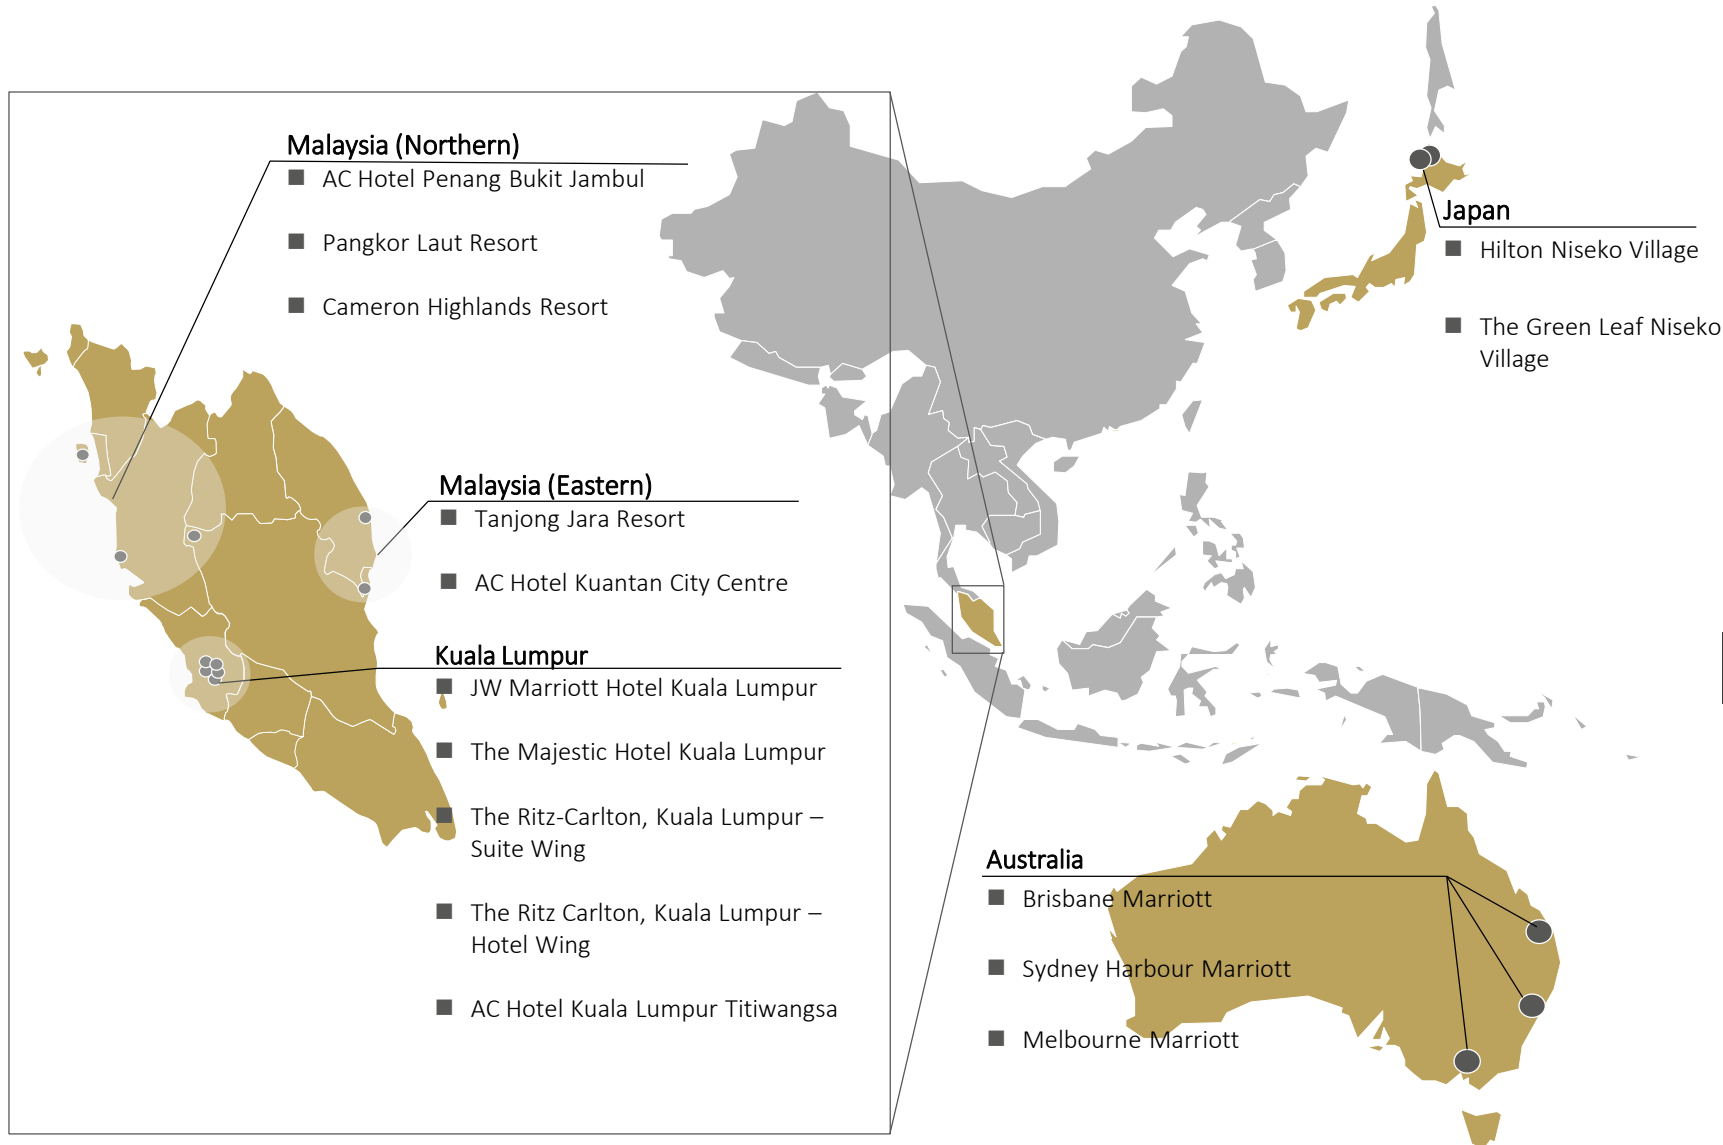 Malaysia (Northern)
AC Hotel Penang Bukit Jambul
Pangkor Laut Resort
Cameron Highlands Resort
Malaysia (Eastern)
Tanjong Jara Resort
AC Hotel Kuantan City Centre
Kuala Lumpur
JW Marriott Hotel Kuala Lumpur
The Majestic Hotel Kuala Lumpur
The Ritz-Carlton, Kuala Lumpur –
Suite Wing
The Ritz Carlton, Kuala Lumpur –
Hotel Wing
AC Hotel Kuala Lumpur Titiwangsa
Japan
Hilton Niseko Village
The Green Leaf Niseko
Village
Australia
Brisbane Marriott
Sydney Harbour Marriott
Melbourne Marriott